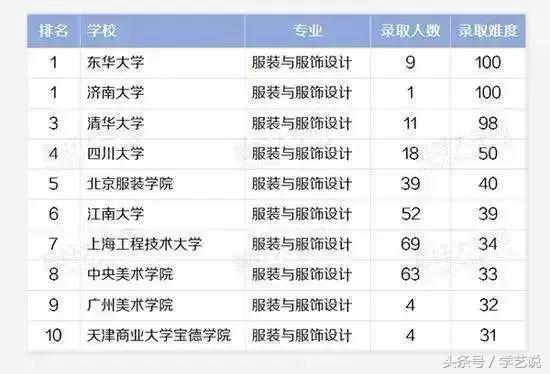 排名 学校 专业 录取人数 录取难度
1 东华大学 服装与服饰设计 9 100
1 济南大学 服装与服饰设计 1 100
3 清华大学 服装与服饰设计 11 98
4 四川大学 服装与服饰设计 18 50
5 北京服装学院 服装与服饰设计 39 40
6 江南大学 服装与服饰设计 52 39
7 上海工程技术大学 服装与服饰设计 69 34
8 中央美术学院 服装与服饰设计 63 33
9 广州美术学院 服装与服饰设计 4 32
10 天津商业大学宝德学院 服装与服饰设计 4 31
头条号 / 学艺说